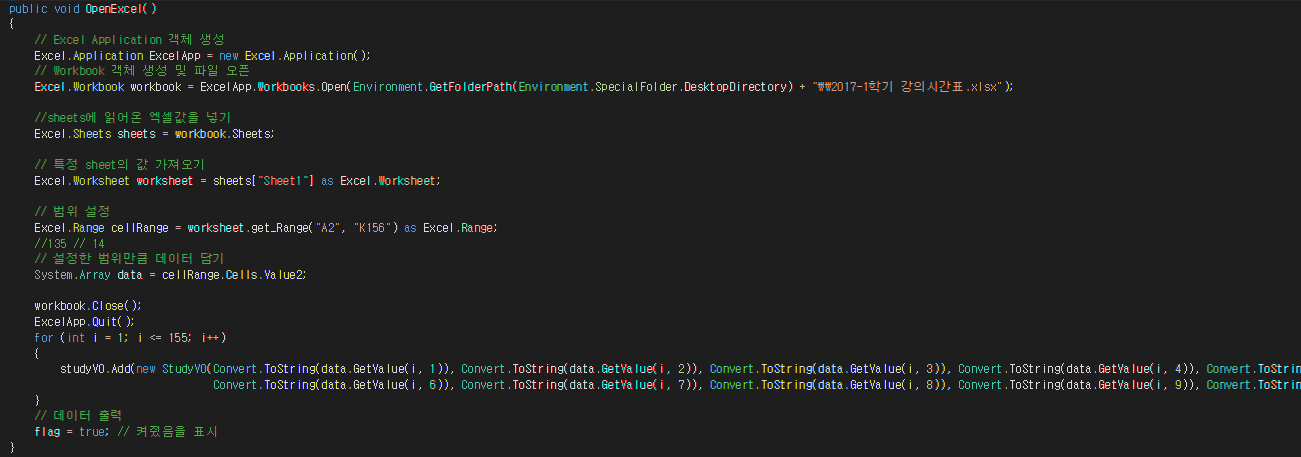 public void OpenExcel()
{
// Excel Application 객체 생성
Excel.Application ExcelApp = new Excel.Application();
// Workbook 객체 생성 및 파일 오픈
Excel.Workbook workbook = ExcelApp.Workbooks.Open(Environment.GetFolderPath(Environment.SpecialFolder.DesktopDirectory) + "₩₩2017-1학기 강의시간표.xlsx");
//sheets에 읽어온 엑셀값을 넣기
Excel.Sheets sheets = workbook.Sheets;
// 특정 sheet의 값 가져오기
Excel.Worksheet worksheet = sheets["Sheet1"] as Excel.Worksheet;
// 범위 설정
Excel.Range cellRange = worksheet.get_Range("A2", "K156") as Excel.Range;
//135 // 14
// 설정한 범위만큼 데이터 담기
System.Array data = cellRange.Cells.Value2;
workbook.Close();
ExcelApp.Quit();
for (int i = 1; i <= 155; i++)
{
studyVO.Add(new StudyVO(Convert.ToString(data.GetValue(i, 1)), Convert.ToString(data.GetValue(i, 2)), Convert.ToString(data.GetValue(i, 3)), Convert.ToString(data.GetValue(i, 4)), Convert.ToString
Convert.ToString(data.GetValue(i, 6)), Convert.ToString(data.GetValue(i, 7)), Convert.ToString(data.GetValue(i, 8)), Convert.ToString(data.GetValue(i, 9)), Convert.ToString
}
// 데이터 출력
flag = true; // 켜졌음을 표시
}